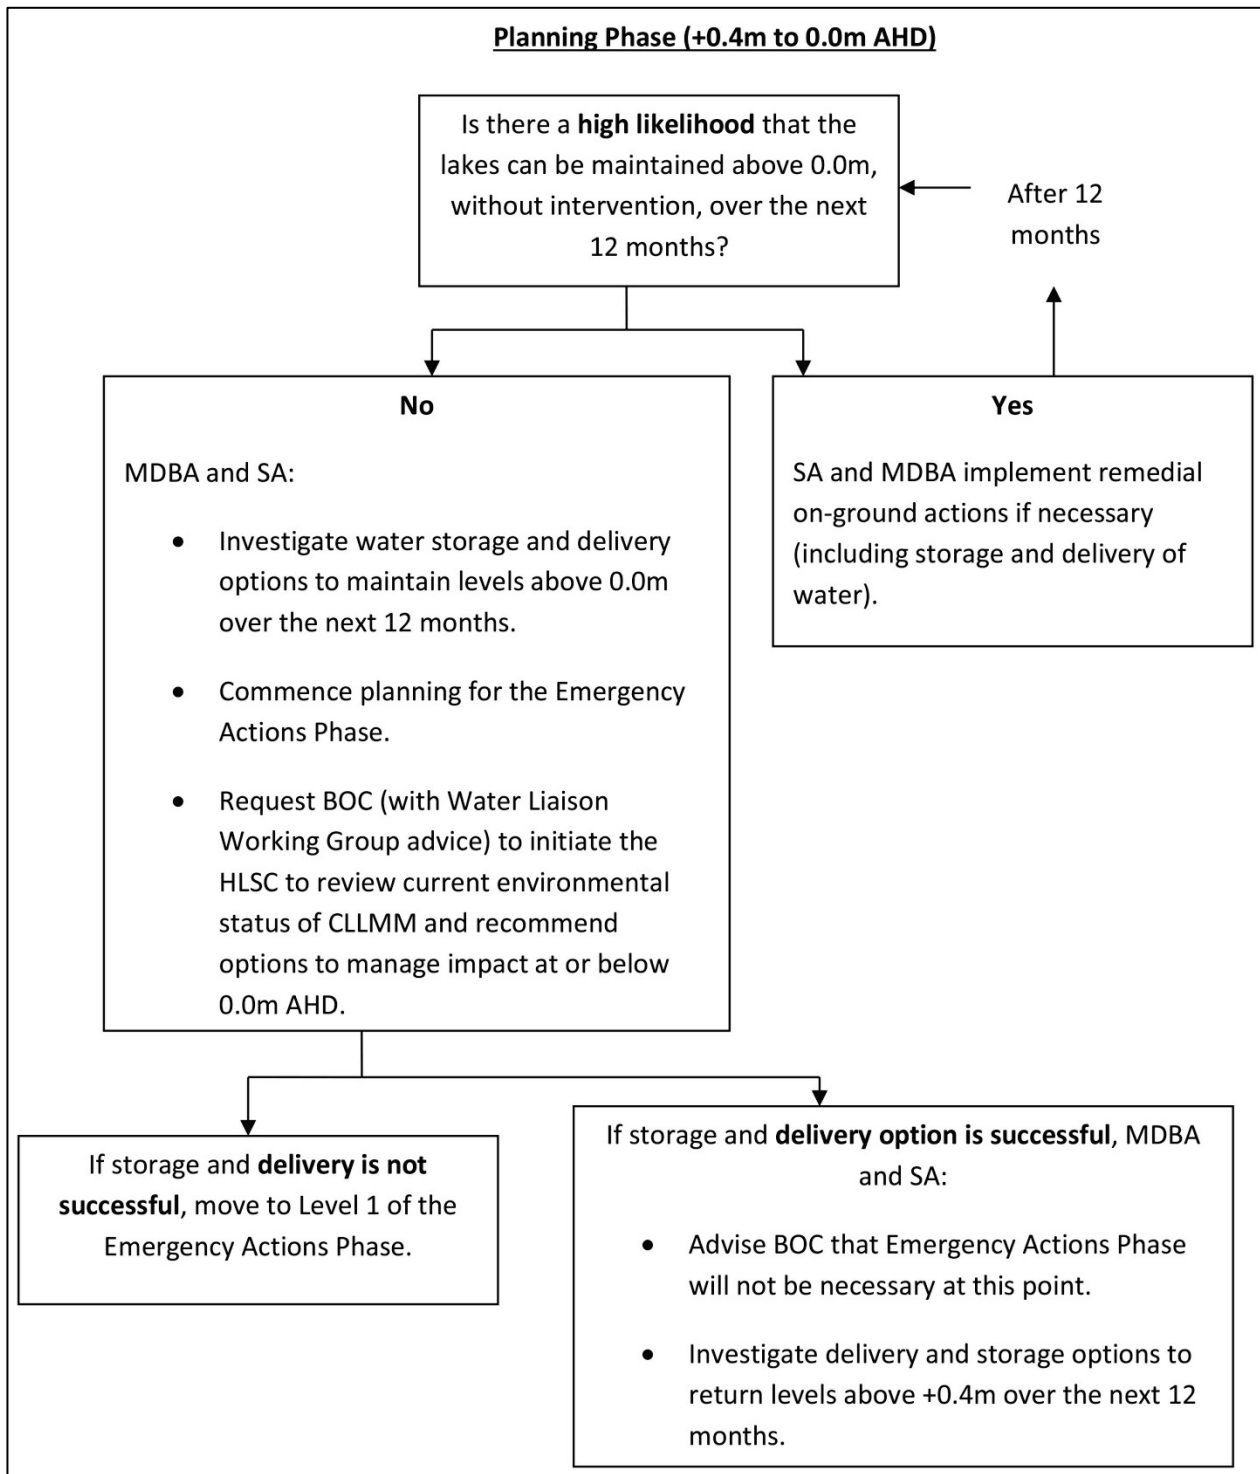 Planning Phase (+0.4m to 0.0m AHD)
Is there a high likelihood that the
lakes can be maintained above 0.0m,
without intervention, over the next
12 months?
After 12
months
No
MDBA and SA:
• Investigate water storage and delivery
options to maintain levels above 0.0m
over the next 12 months.
• Commence planning for the Emergency
Actions Phase.
• Request BOC (with Water Liaison
Working Group advice) to initiate the
HLSC to review current environmental
status of CLLMM and recommend
options to manage impact at or below
0.0m AHD.
Yes
SA and MDBA implement remedial
on-ground actions if necessary
(including storage and delivery of
water).
If storage and delivery is not
successful, move to Level 1 of the
Emergency Actions Phase.
If storage and delivery option is successful, MDBA
and SA:
• Advise BOC that Emergency Actions Phase
will not be necessary at this point.
• Investigate delivery and storage options to
return levels above +0.4m over the next 12
months.